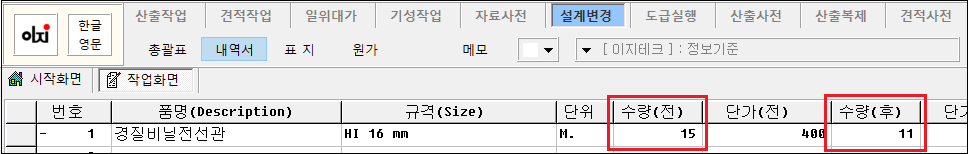 산출작업 견적작업 일위대가 기성작업 자료사전 설계변경 도급실행 산출사전 산출복제 견적사전
이지 한글 영문
총괄표 내역서 표 지 원가 메모 [ 이지테크 ] : 정보기준
시작화면 작업화면
번호 품명(Description) 규격(Size) 단위 수량(전) 단가(전) 수량(후) 단가
- 1 경질비닐전선관 HI 16 mm M. 15 400 11